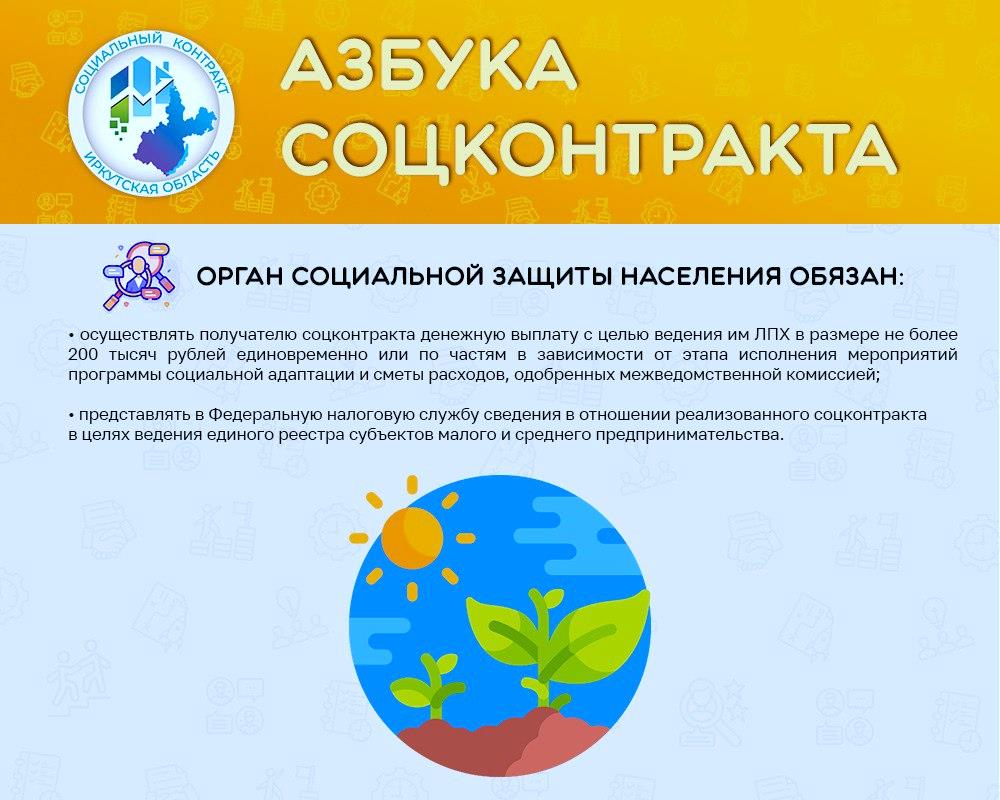 СОЦИАЛЬНЫЙ КОНТРАКТ
ИРКУТСКАЯ ОБЛАСТЬ
АЗБУКА
СОЦКОНТРАКТА
ОРГАН СОЦИАЛЬНОЙ ЗАЩИТЫ НАСЕЛЕНИЯ ОБЯЗАН:
• осуществлять получателю соцконтракта денежную выплату с целью ведения им ЛПХ в размере не более
200 тысяч рублей единовременно или по частям в зависимости от этапа исполнения мероприятий
программы социальной адаптации и сметы расходов, одобренных межведомственной комиссией;
• представлять в Федеральную налоговую службу сведения в отношении реализованного соцконтракта
в целях ведения единого реестра субъектов малого и среднего предпринимательства.